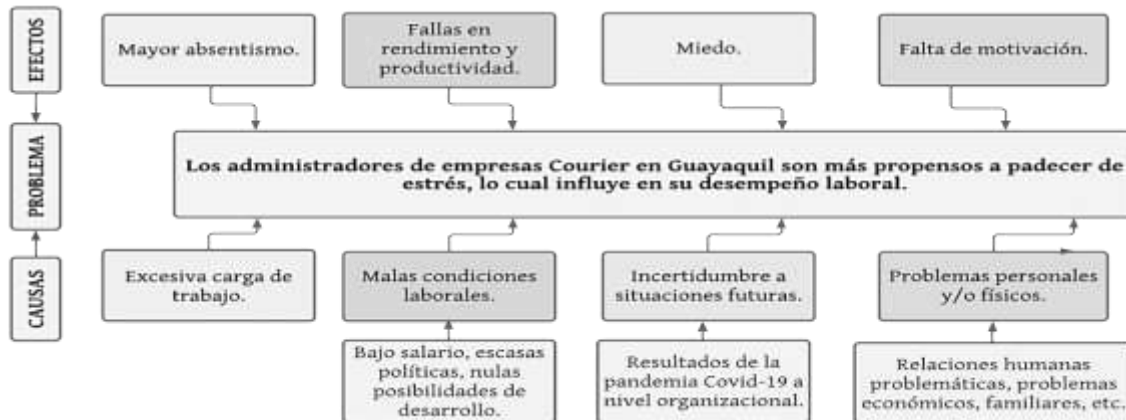 EFECTOS
Mayor absentismo.
Fallas en
rendimiento y
productividad.
Miedo.
Falta de motivación.
PROBLEMA
Los administradores de empresas Courier en Guayaquil son más propensos a padecer de
estrés, lo cual influye en su desempeño laboral.
CAUSAS
Excesiva carga de
trabajo.
Malas condiciones
laborales.
Incertidumbre a
situaciones futuras.
Problemas personales
y/o físicos.
Bajo salario, escasas
políticas, nulas
posibilidades de
desarrollo.
Resultados de la
pandemia Covid-19 a
nivel organizacional.
Relaciones humanas
problemáticas, problemas
económicos, familiares, etc.